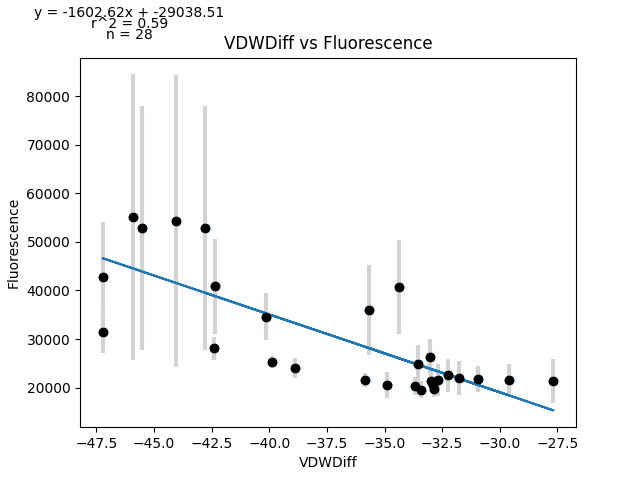 y = -1602.62x + -29038.51
r^2 = 0.59
n = 28
VDWDiff vs Fluorescence
80000
70000
60000
50000
40000
30000
20000
Fluorescence
−47.5 −45.0 −42.5 −40.0 −37.5 −35.0 −32.5 −30.0 −27.5
VDWDiff